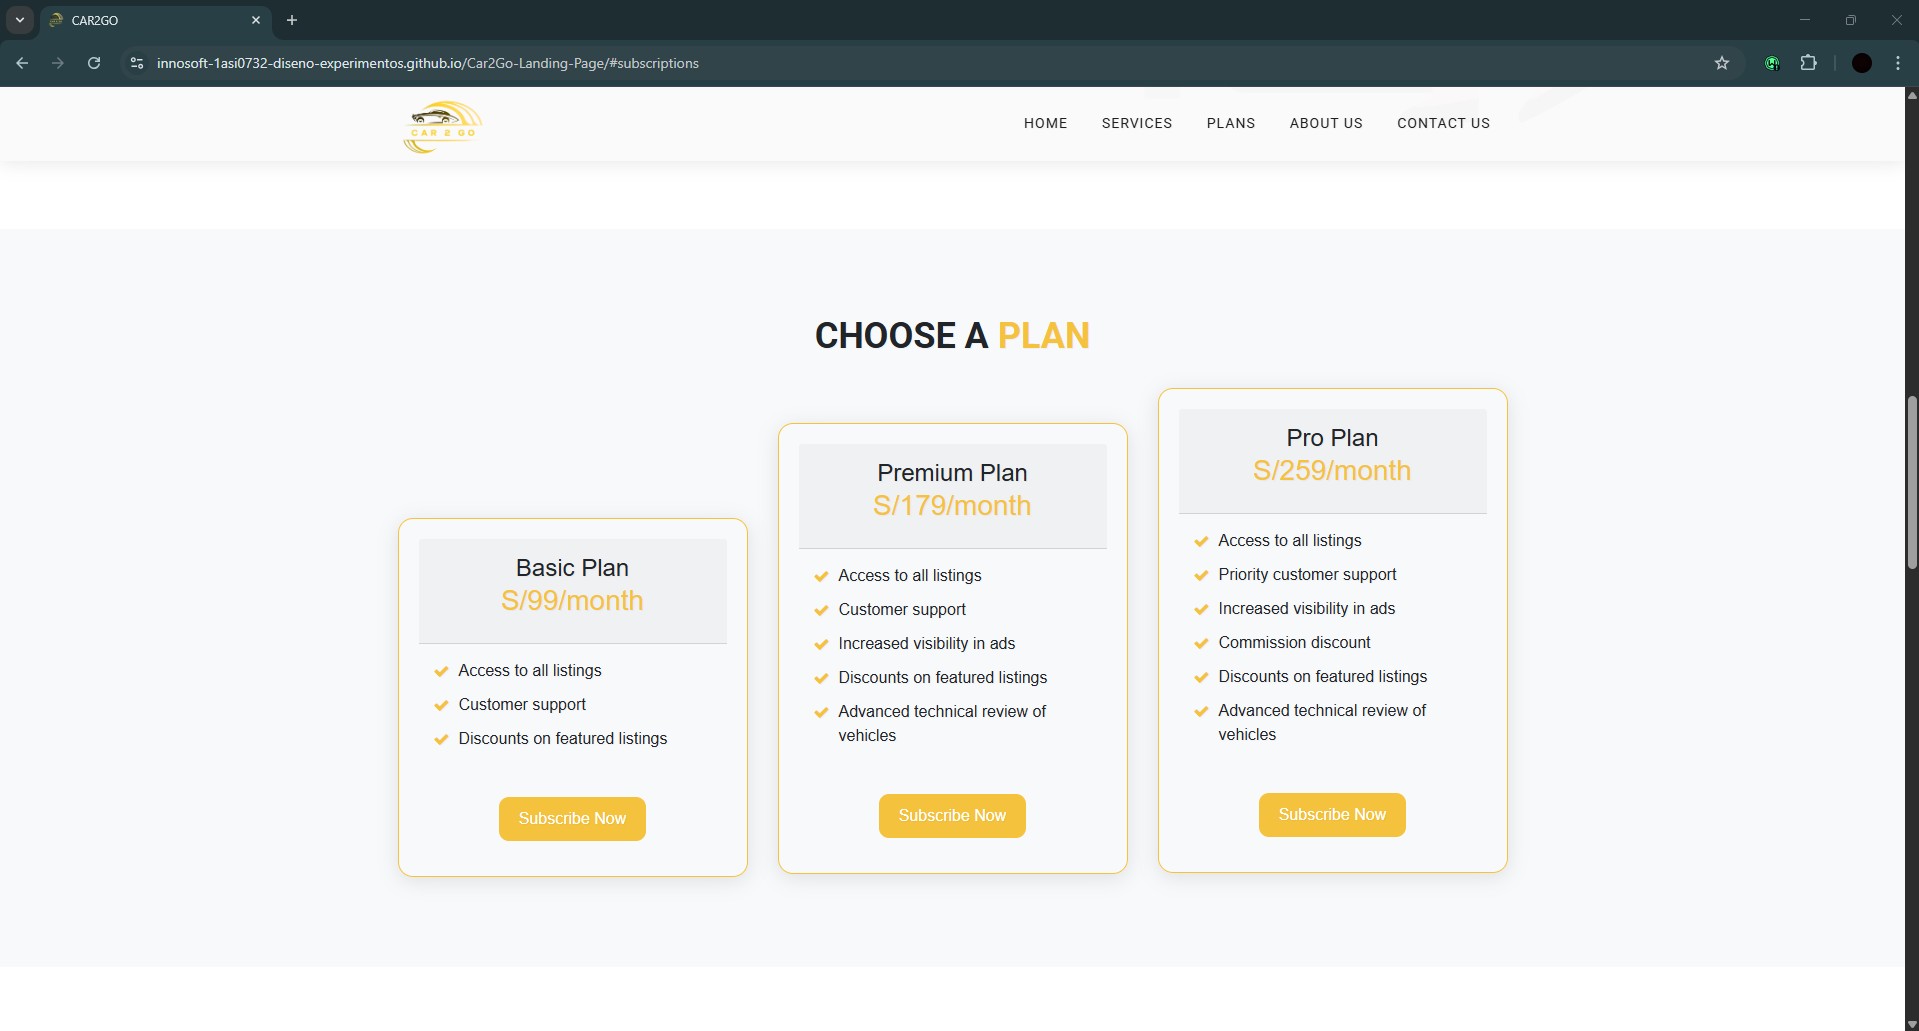 CAR2GO
innosoft-1asi0732-diseno-experimentos.github.io/Car2Go-Landing-Page/#subscriptions
CAR 2 GO
HOME
SERVICES
PLANS
ABOUT US
CONTACT US
CHOOSE A PLAN
Basic Plan
S/99/month
Access to all listings
Customer support
Discounts on featured listings
Subscribe Now
Premium Plan
S/179/month
Access to all listings
Customer support
Increased visibility in ads
Discounts on featured listings
Advanced technical review of
vehicles
Subscribe Now
Pro Plan
S/259/month
Access to all listings
Priority customer support
Increased visibility in ads
Commission discount
Discounts on featured listings
Advanced technical review of
vehicles
Subscribe Now